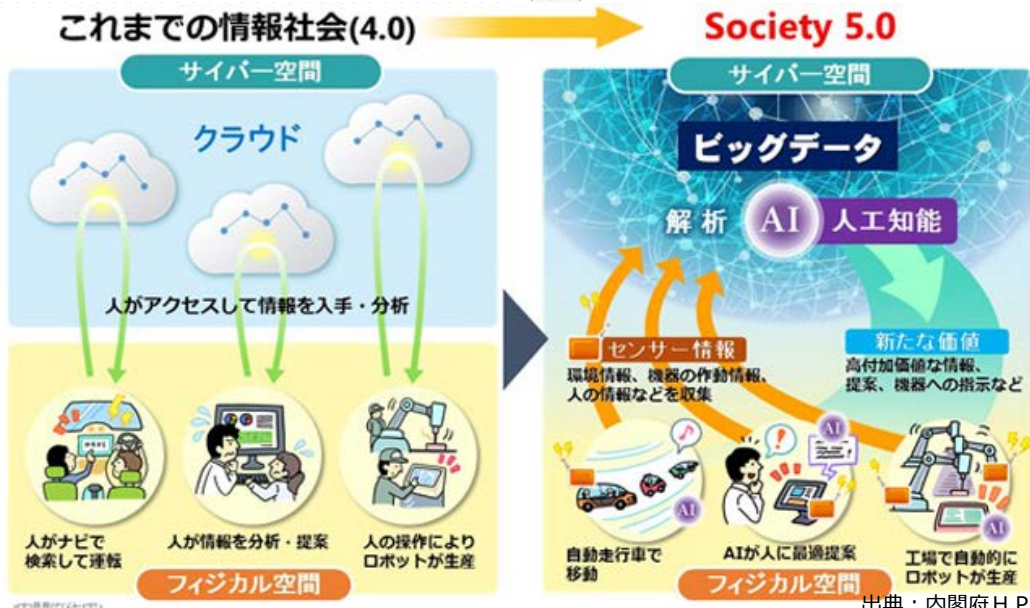 これまでの情報社会(4.0)
Society 5.0
サイバー空間
クラウド
人がアクセスして情報を入手・分析
人がナビで
検索して運転
人が情報を分析・提案
人の操作により
ロボットが生産
フィジカル空間
サイバー空間
ビッグデータ
解析
AI
人工知能
センサー情報
環境情報、機器の作動情報、
人の情報などを収集
新たな価値
高付加価値な情報、
提案、機器への指示など
AI
AI
AI
自動走行車で
移動
AIが人に最適提案
工場で自動的に
ロボットが生産
フィジカル空間
出典：内閣府HP